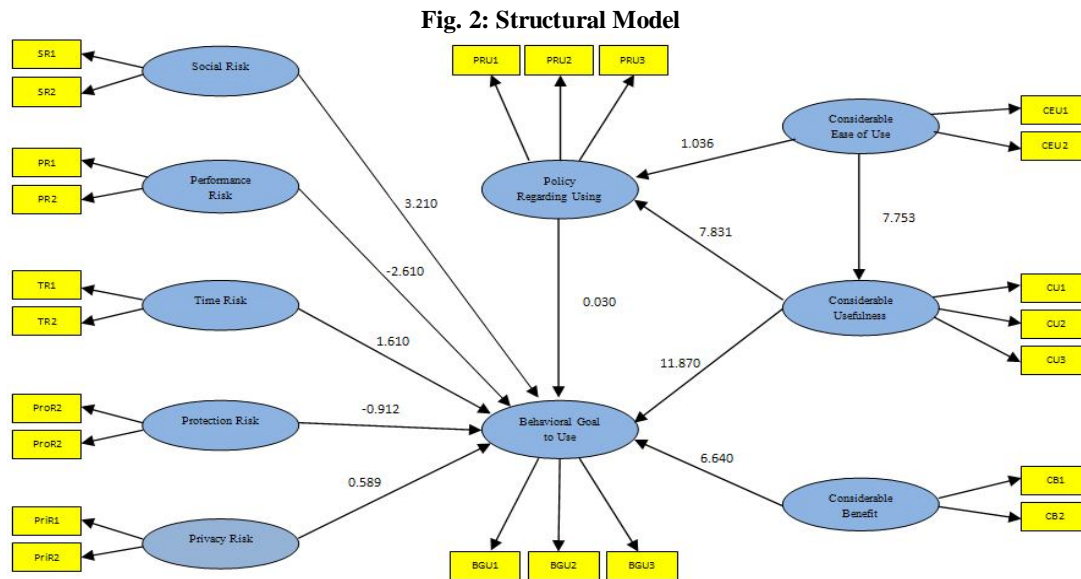 Fig. 2: Structural Model
SR1
SR2
Social Risk
PR1
PR2
Performance
Risk
TR1
TR2
Time Risk
ProR2
ProR2
Protection Risk
PriR1
PriR2
Privacy Risk
3.210
-2.610
1.610
-0.912
0.589
PRU1
PRU2
PRU3
Policy
Regarding Using
0.030
Behavioral Goal
to Use
BGU1
BGU2
BGU3
1.036
7.831
11.870
6.640
Considerable
Ease of Use
CEU1
CEU2
7.753
Considerable
Usefulness
CU1
CU2
CU3
Considerable
Benefit
CB1
CB2